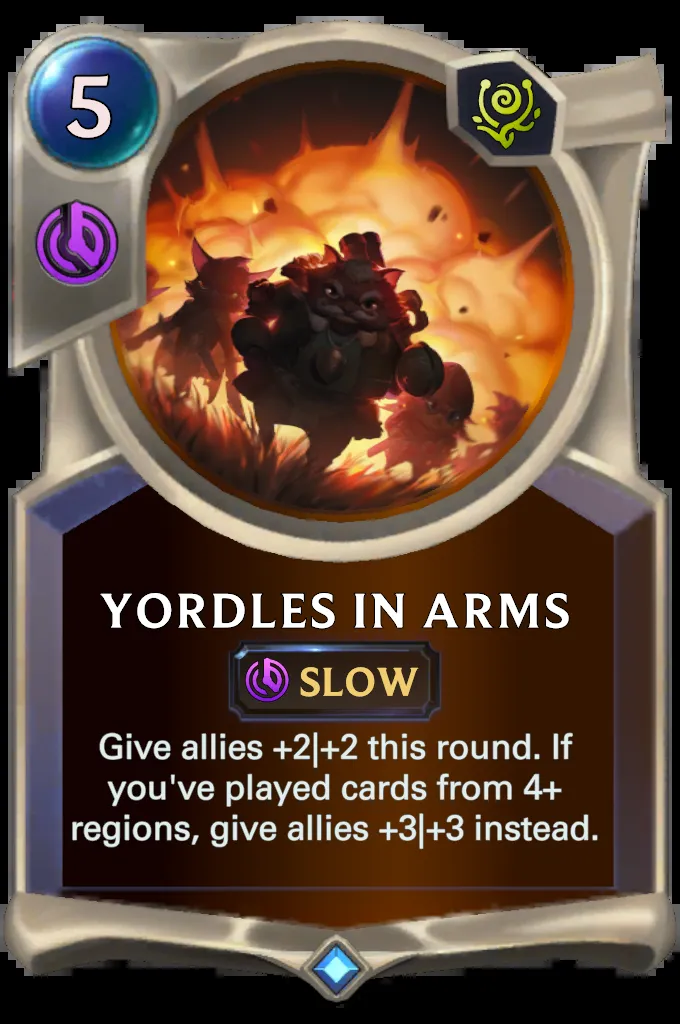 5
YORDLES IN ARMS
SLOW
Give allies +2|+2 this round. If
you've played cards from 4+
regions, give allies +3|+3 instead.